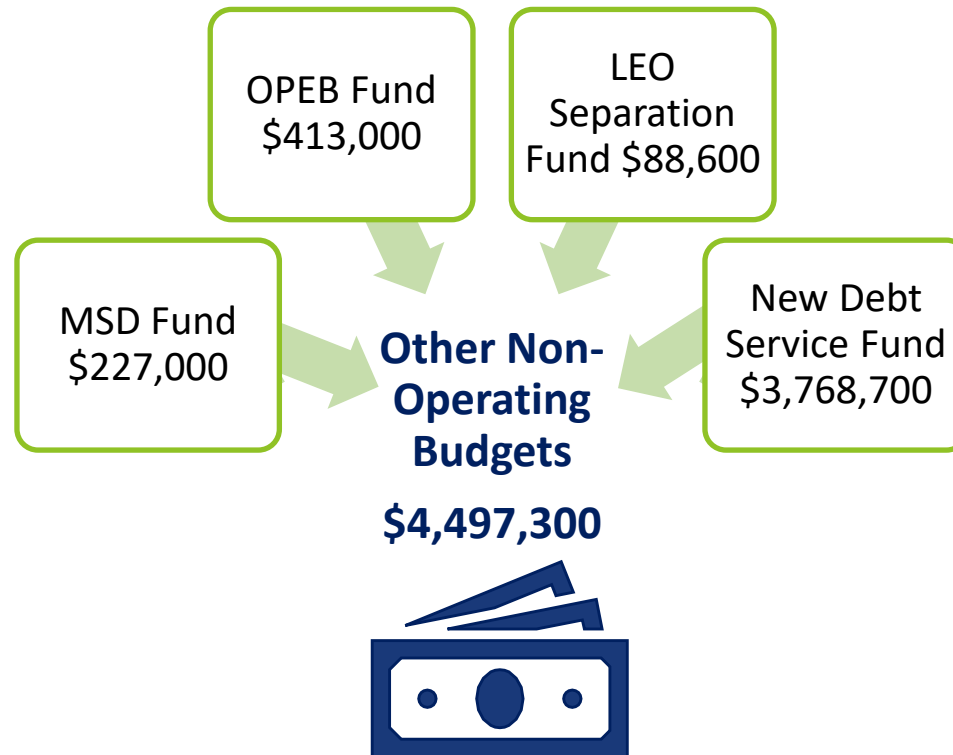 OPEB Fund
$413,000
LEO
Separation
Fund $88,600
MSD Fund
$227,000
New Debt
Service Fund
$3,768,700
Other Non-
Operating
Budgets
$4,497,300